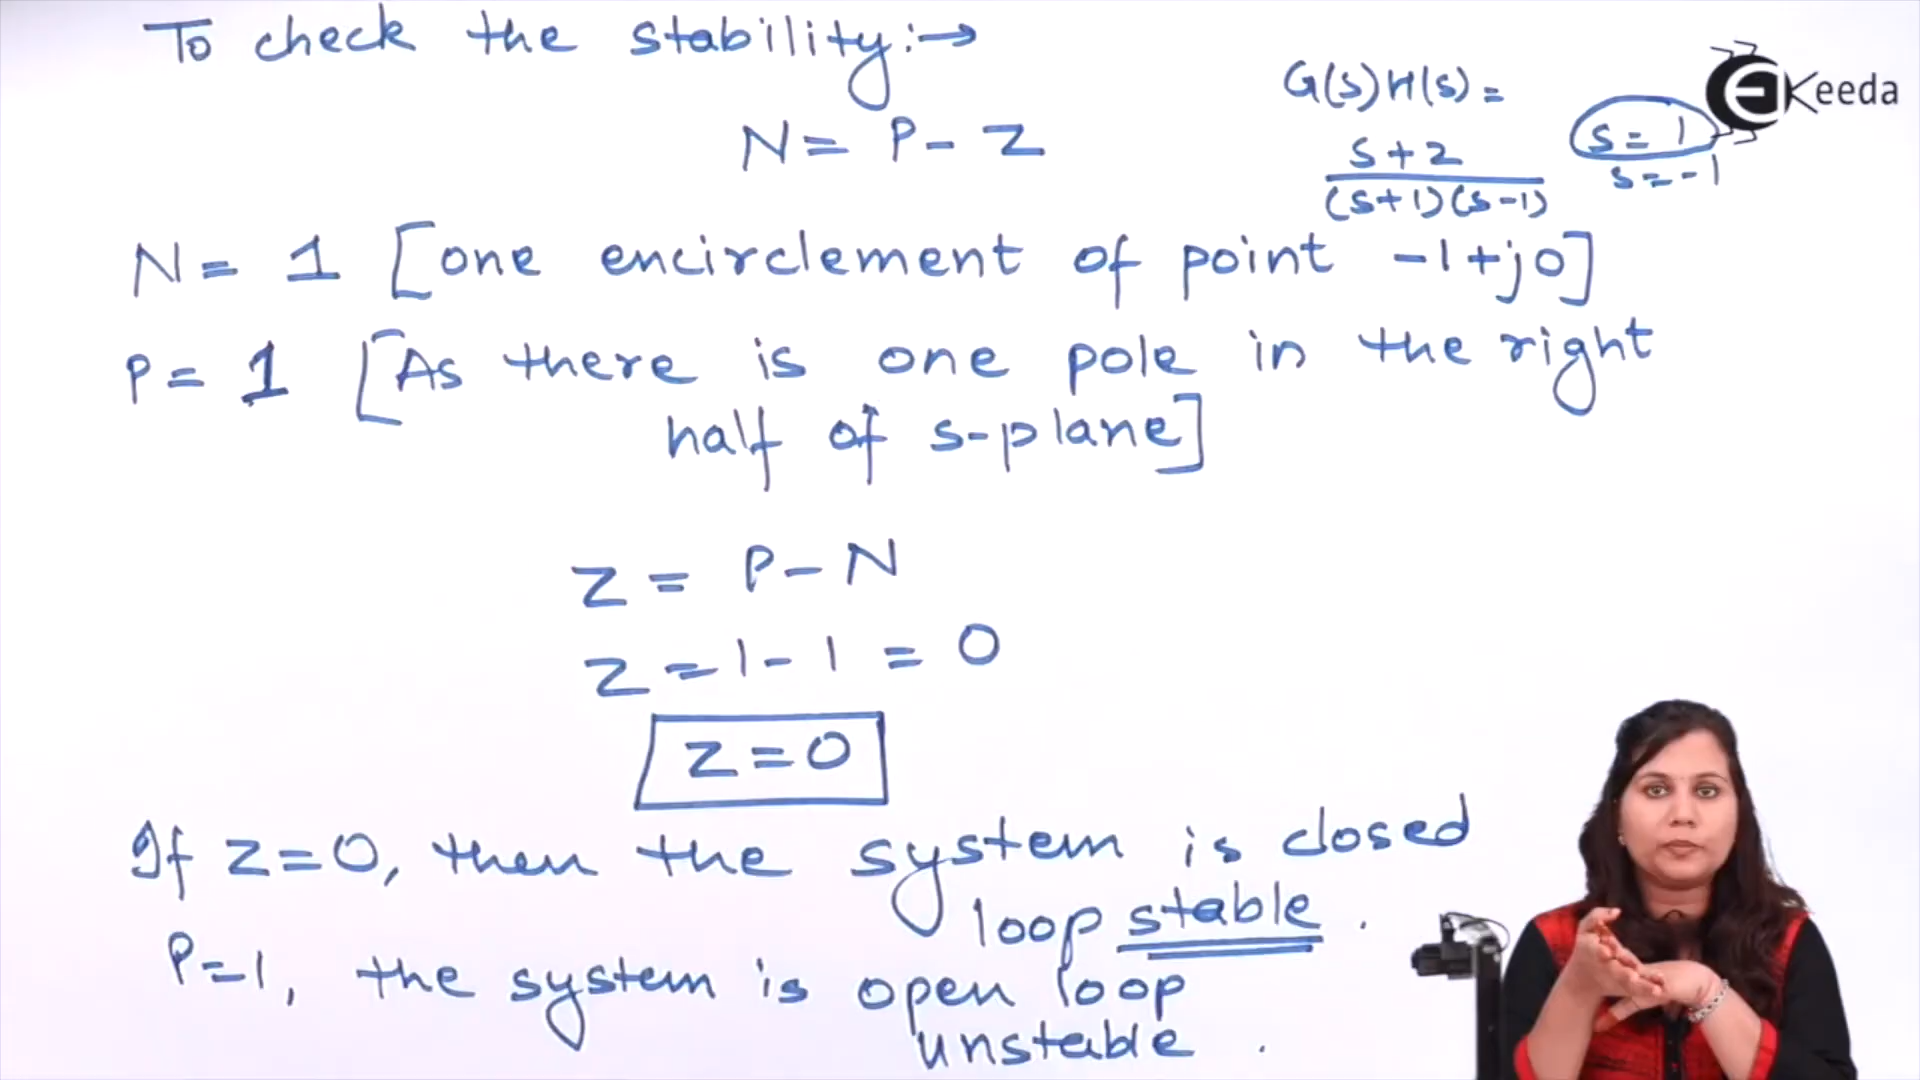 To check the stability:→
N = P - Z
G(s)H(s) =
s+2
(s+1)(s-1)
s = 1
s = -1
EKeeda
N = 1 [one encirclement of point -1+j0]
P = 1 [As there is one pole in the right
half of s-plane]
Z = P - N
Z = 1 - 1 = 0
Z = 0
If Z=0, then the system is closed
loop stable.
P=1, the system is open loop
unstable.